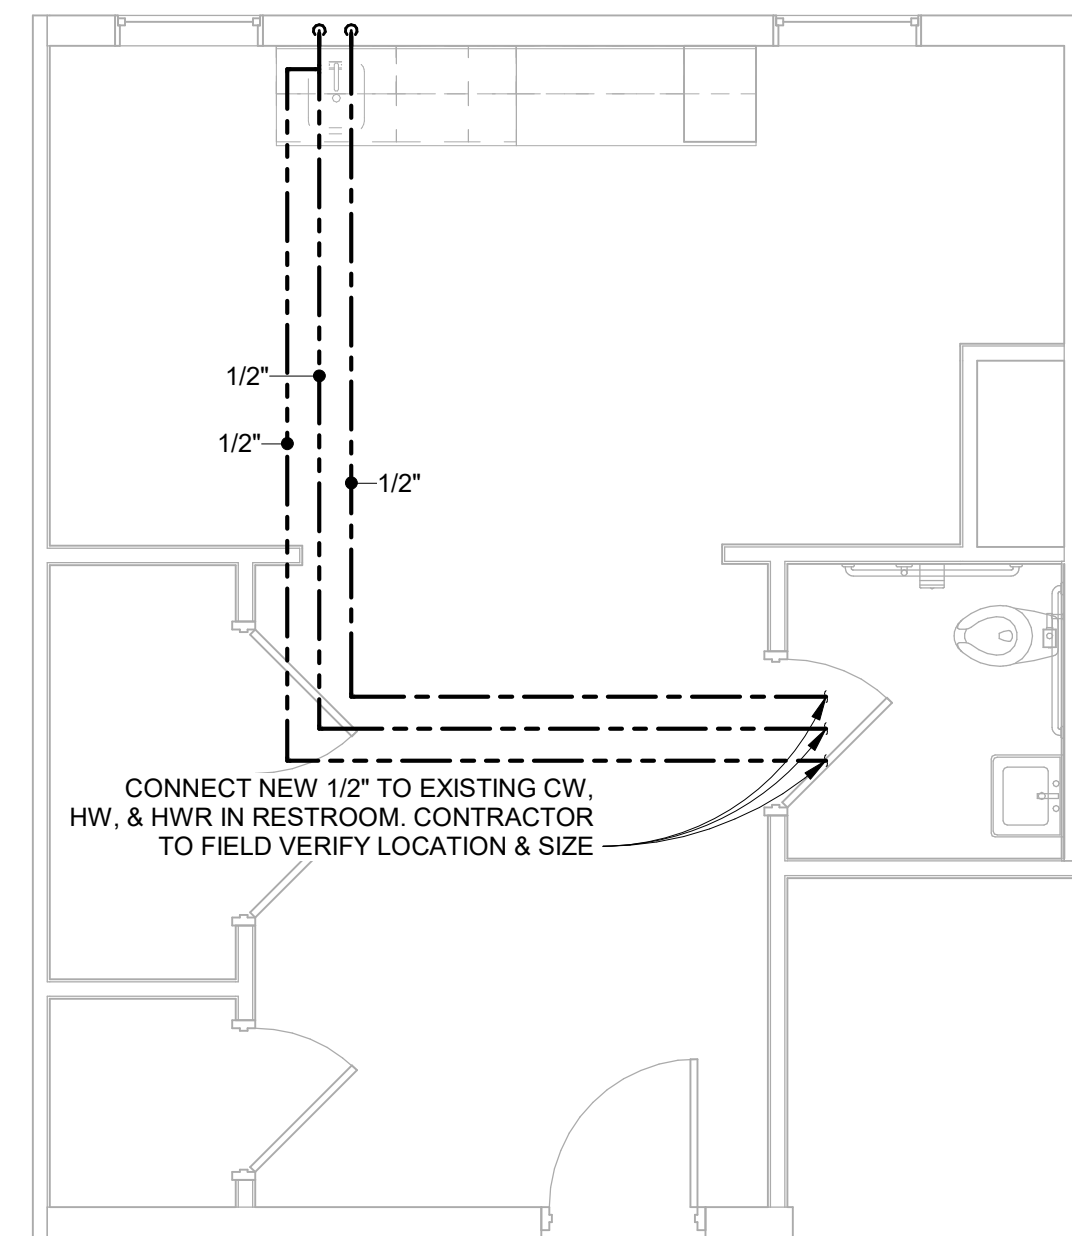 1/2"
1/2"
1/2"
CONNECT NEW 1/2" TO EXISTING CW,
HW, & HWR IN RESTROOM. CONTRACTOR
TO FIELD VERIFY LOCATION & SIZE